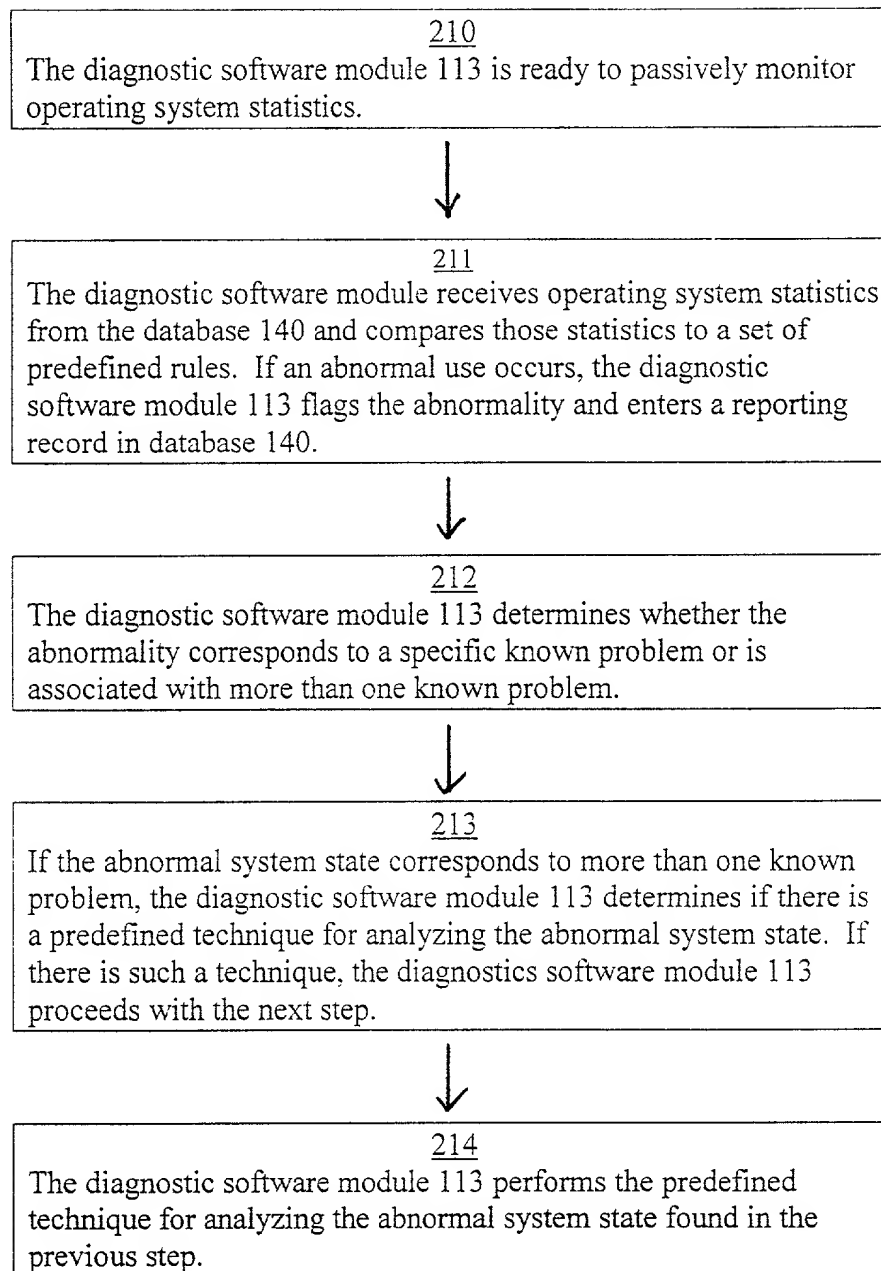 210
The diagnostic software module 113 is ready to passively monitor
operating system statistics.
211
The diagnostic software module receives operating system statistics
from the database 140 and compares those statistics to a set of
predefined rules. If an abnormal use occurs, the diagnostic
software module 113 flags the abnormality and enters a reporting
record in database 140.
212
The diagnostic software module 113 determines whether the
abnormality corresponds to a specific known problem or is
associated with more than one known problem.
213
If the abnormal system state corresponds to more than one known
problem, the diagnostic software module 113 determines if there is
a predefined technique for analyzing the abnormal system state. If
there is such a technique, the diagnostics software module 113
proceeds with the next step.
214
The diagnostic software module 113 performs the predefined
technique for analyzing the abnormal system state found in the
previous step.